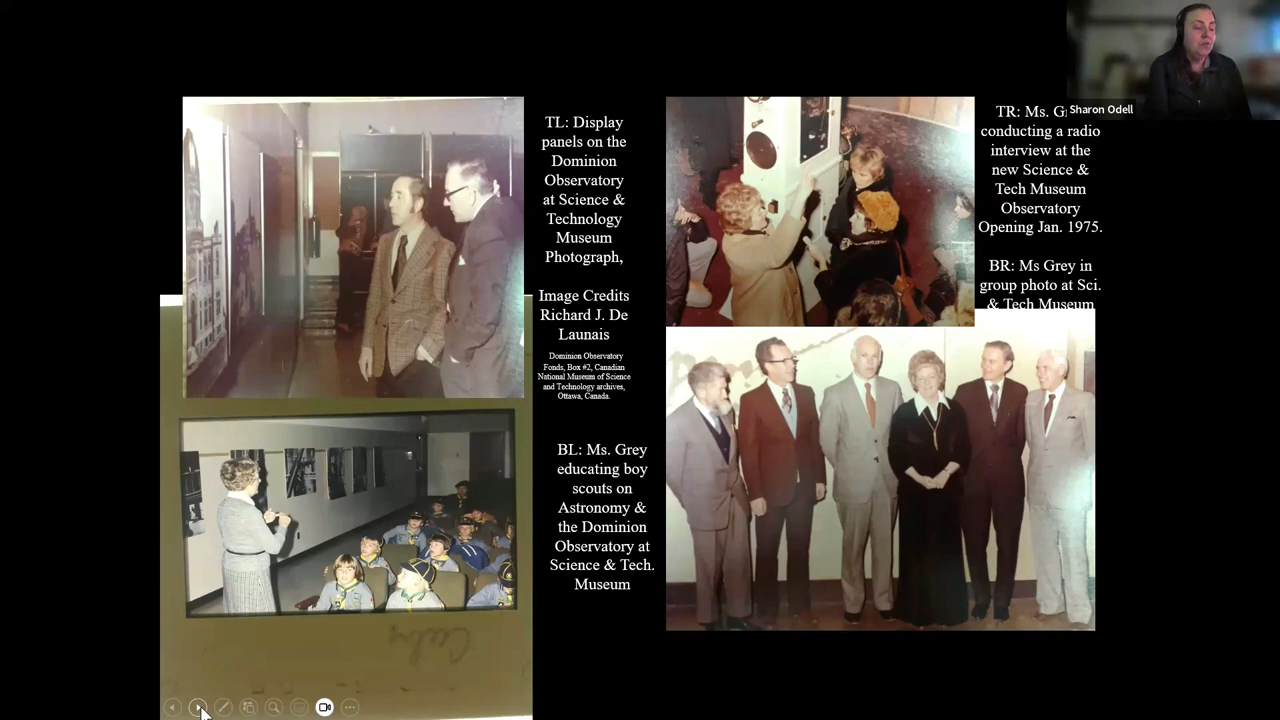 TL: Display
panels on the
Dominion
Observatory
at Science &
Technology
Museum
Photograph,
Image Credits
Richard J. De
Launais
Dominion Observatory
Fonds, Box #2, Canadian
National Museum of Science
and Technology archives,
Ottawa, Canada.
BL: Ms. Grey
educating boy
scouts on
Astronomy &
the Dominion
Observatory at
Science & Tech.
Museum
TR: Ms.
conducting a radio
interview at the
new Science &
Tech Museum
Observatory
Opening Jan. 1975.
BR: Ms Grey in
group photo at Sci.
& Tech Museum
Sharon Odell